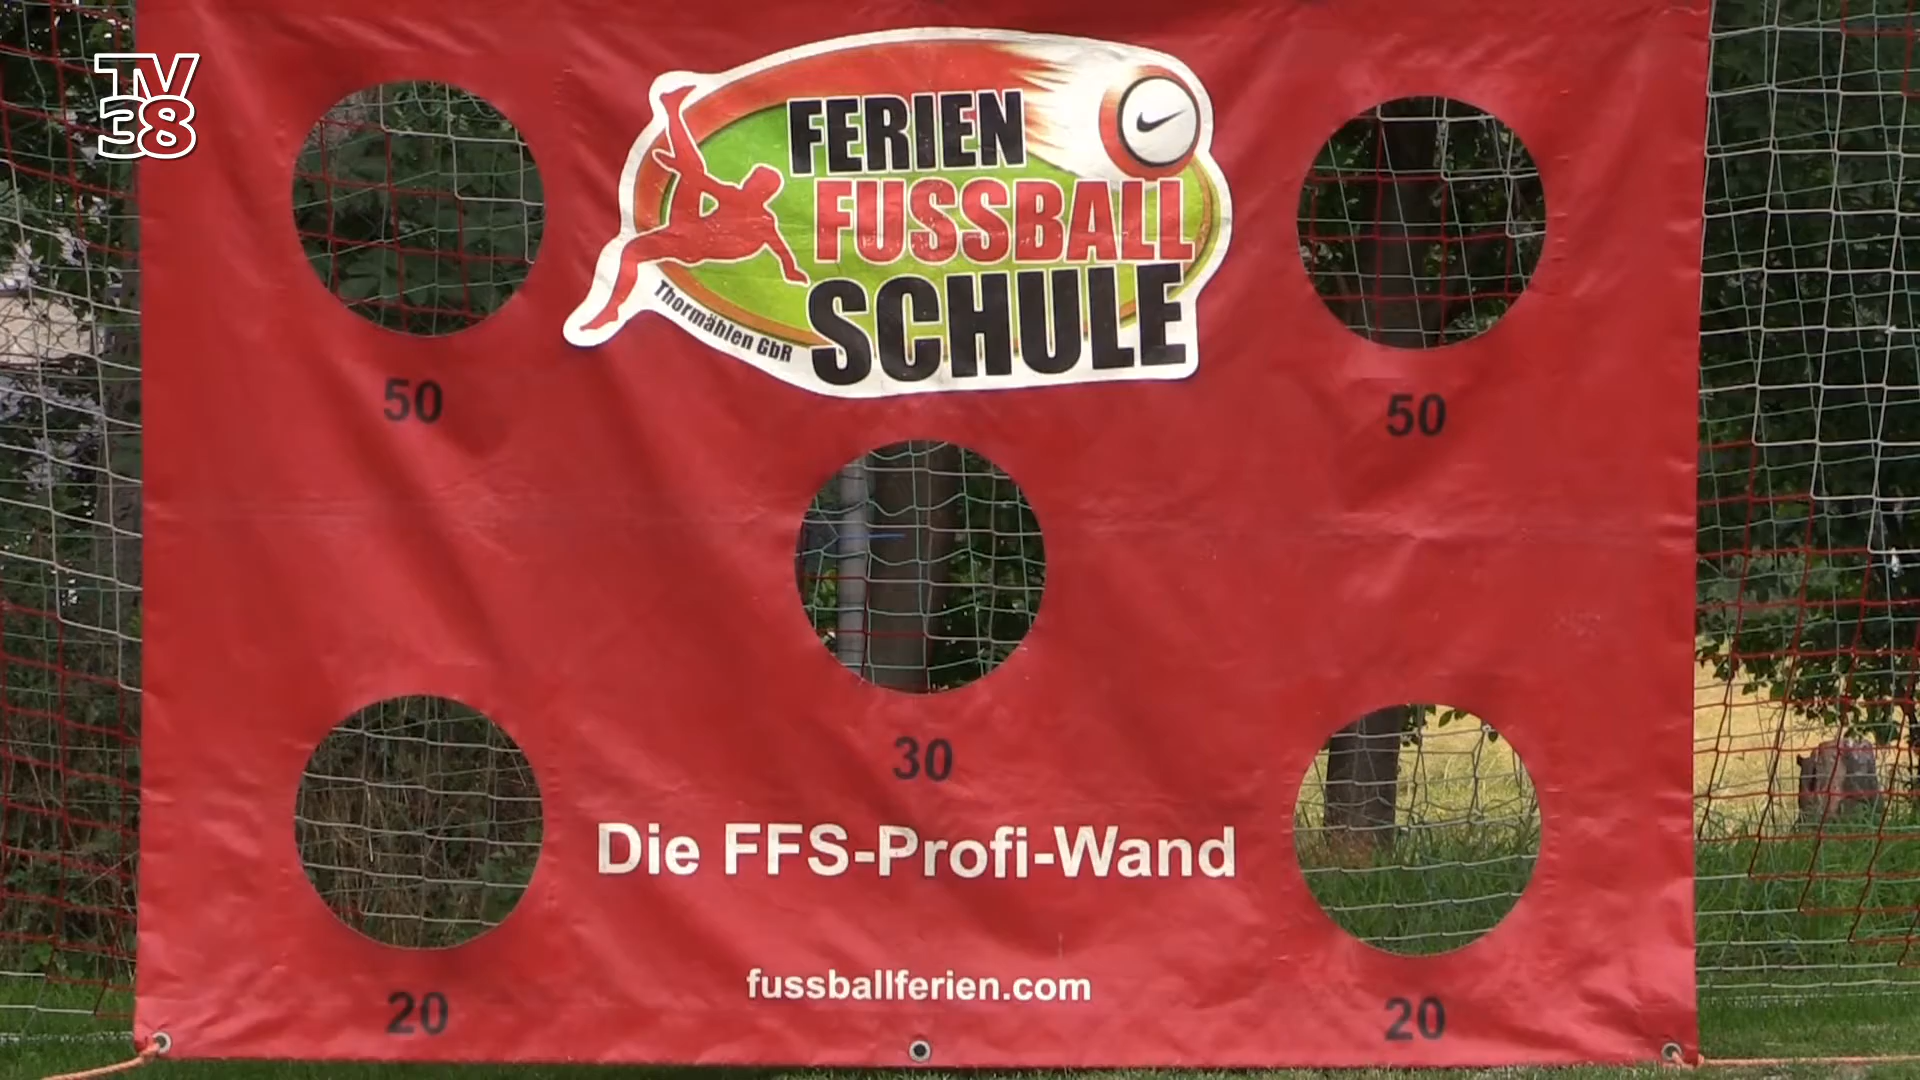 TV
38
FERIEN
FUSSBALL
SCHULE
Thormählen GbR
50
50
30
Die FFS-Profi-Wand
fussballferien.com
20
20